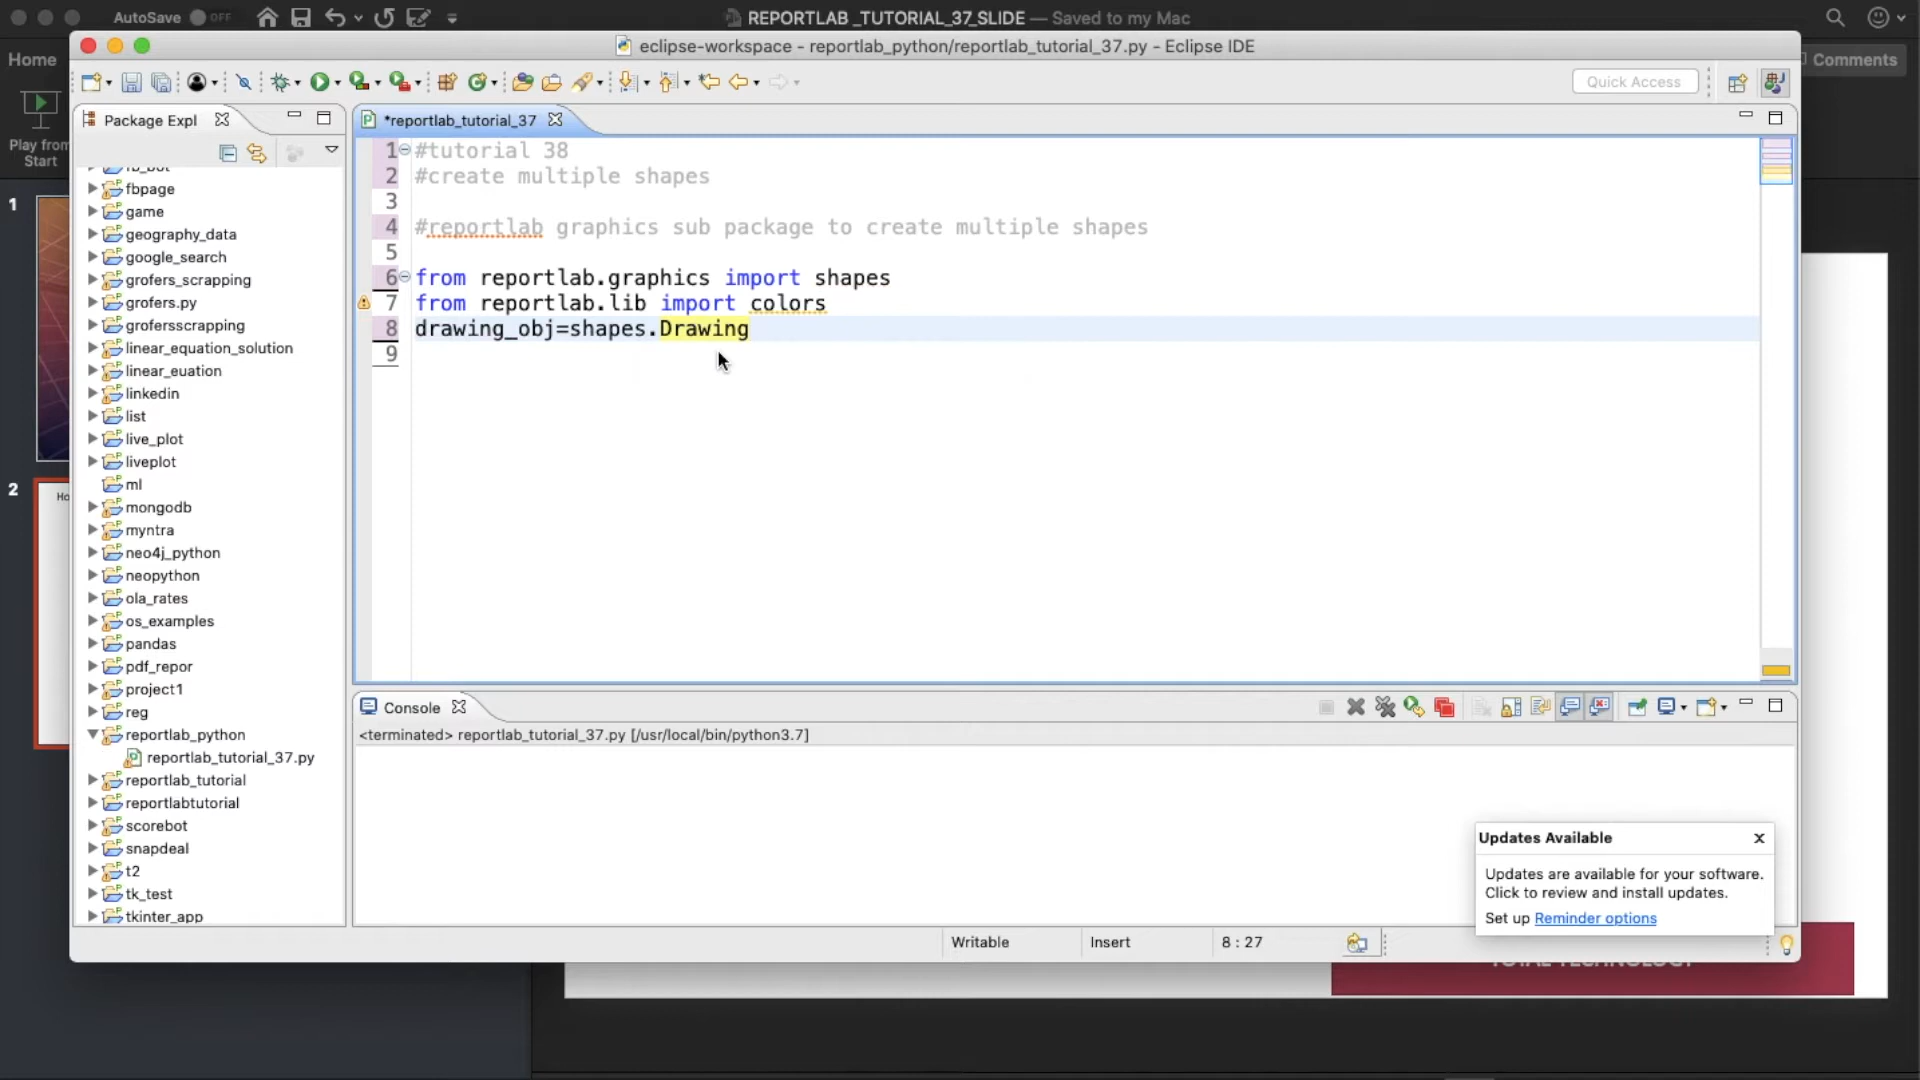 AutoSave OFF
REPORTLAB _TUTORIAL_37_SLIDE — Saved to my Mac
Home
Comments
Play from
Start
1
2
Ho
eclipse-workspace - reportlab_python/reportlab_tutorial_37.py - Eclipse IDE
Quick Access
Package Expl
fb_bot
fbpage
game
geography_data
google_search
grofers_scrapping
grofers.py
grofersscrapping
linear_equation_solution
linear_euation
linkedin
list
live_plot
liveplot
ml
mongodb
myntra
neo4j_python
neopython
ola_rates
os_examples
pandas
pdf_repor
project1
reg
reportlab_python
reportlab_tutorial_37.py
reportlab_tutorial
reportlabtutorial
scorebot
snapdeal
t2
tk_test
tkinter_app
*reportlab_tutorial_37
1 #tutorial 38
2 #create multiple shapes
3
4 #reportlab graphics sub package to create multiple shapes
5
6 from reportlab.graphics import shapes
7 from reportlab.lib import colors
8 drawing_obj=shapes.Drawing
9
Console
<terminated> reportlab_tutorial_37.py [/usr/local/bin/python3.7]
Updates Available
Updates are available for your software.
Click to review and install updates.
Set up Reminder options
Writable
Insert
8 : 27
TOTAL TECHNOLOGY